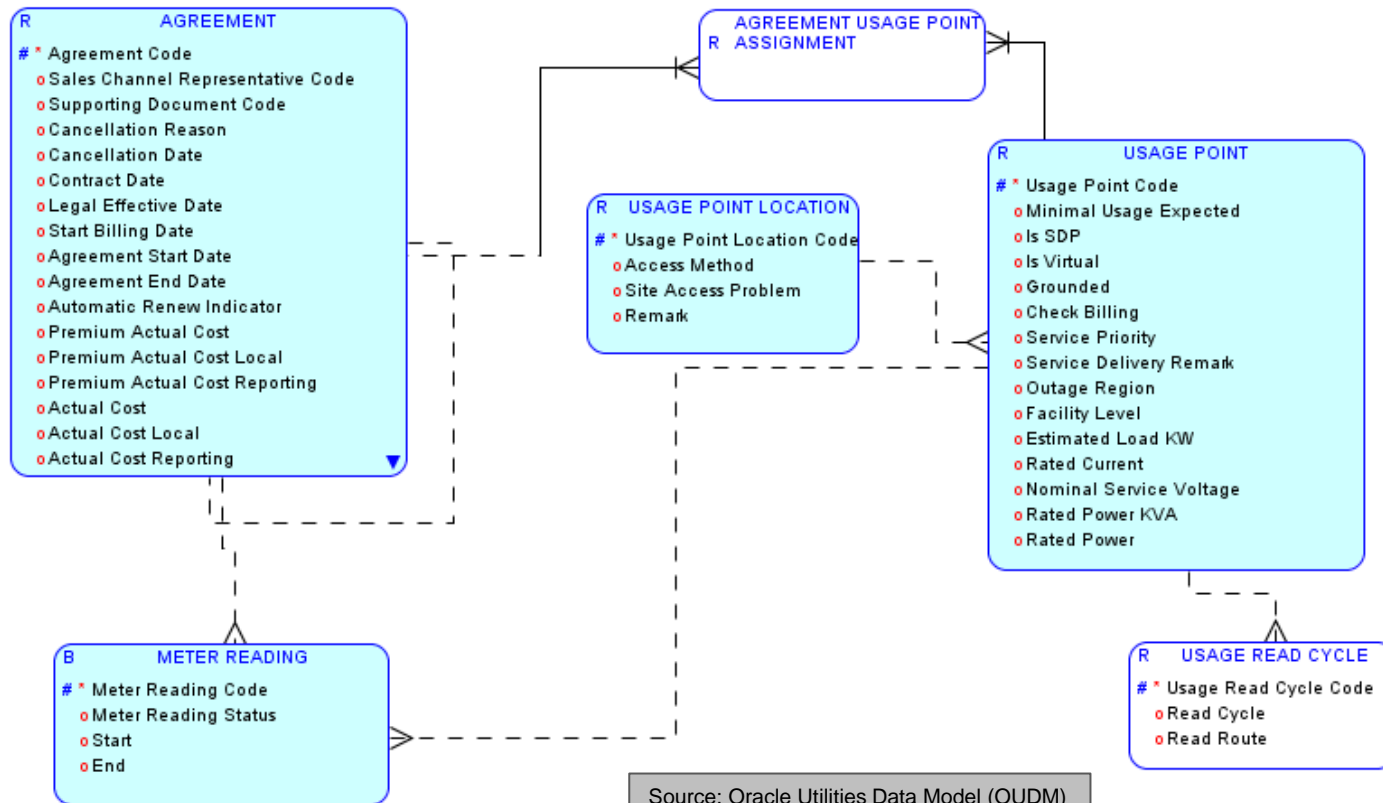 R AGREEMENT
# * Agreement Code
o Sales Channel Representative Code
o Supporting Document Code
o Cancellation Reason
o Cancellation Date
o Contract Date
o Legal Effective Date
o Start Billing Date
o Agreement Start Date
o Agreement End Date
o Automatic Renew Indicator
o Premium Actual Cost
o Premium Actual Cost Local
o Premium Actual Cost Reporting
o Actual Cost
o Actual Cost Local
o Actual Cost Reporting
AGREEMENT USAGE POINT
R ASSIGNMENT
R USAGE POINT LOCATION
# * Usage Point Location Code
o Access Method
o Site Access Problem
o Remark
R USAGE POINT
# * Usage Point Code
o Minimal Usage Expected
o Is SDP
o Is Virtual
o Grounded
o Check Billing
o Service Priority
o Service Delivery Remark
o Outage Region
o Facility Level
o Estimated Load KW
o Rated Current
o Nominal Service Voltage
o Rated Power KVA
o Rated Power
B METER READING
# * Meter Reading Code
o Meter Reading Status
o Start
o End
R USAGE READ CYCLE
# * Usage Read Cycle Code
o Read Cycle
o Read Route
Source: Oracle Utilities Data Model (OUDM)